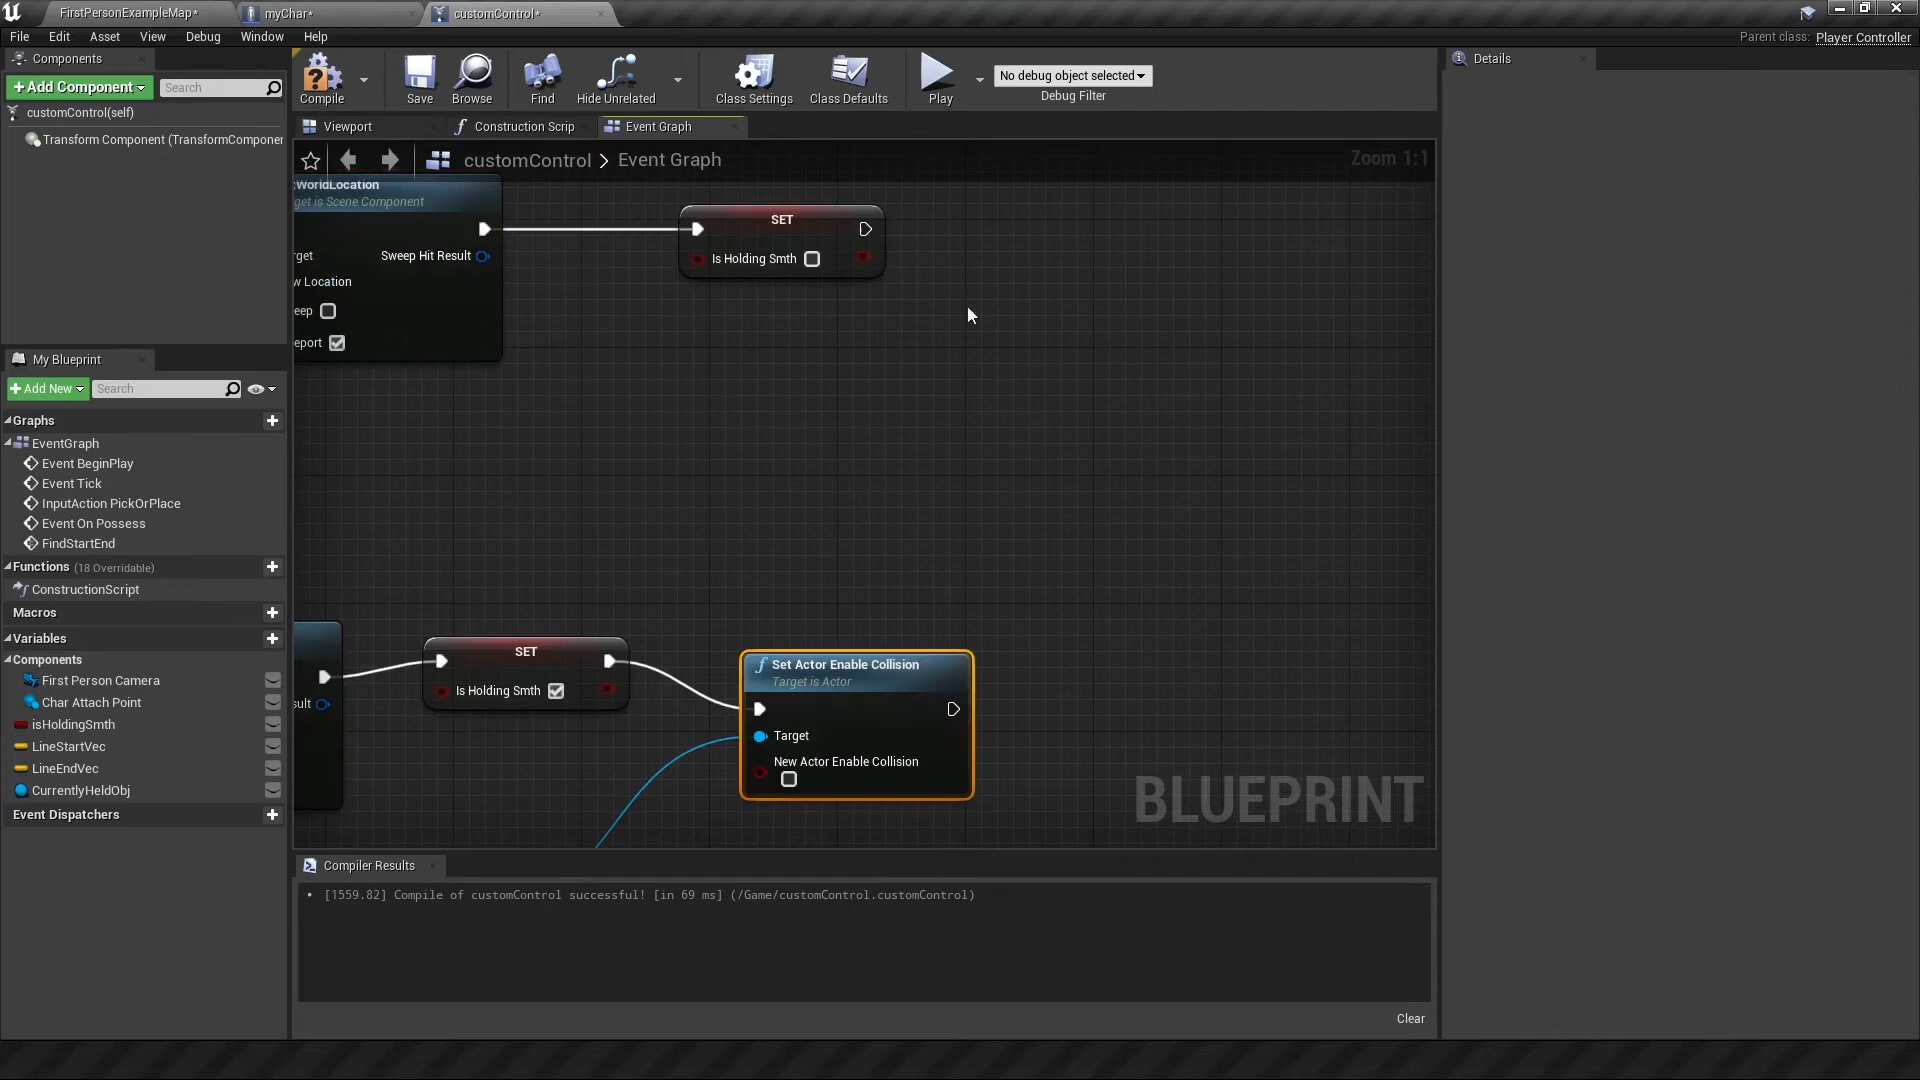 FirstPersonExampleMap*
myChar*
customControl*
File Edit Asset View Debug Window Help
Parent class: Player Controller
Components
Details
+Add Component
Search
Compile
Save
Browse
Find
Hide Unrelated
Class Settings
Class Defaults
Play
No debug object selected
Debug Filter
customControl(self)
Transform Component (TransformComponer
Viewport
Construction Scrip
Event Graph
customControl > Event Graph
Zoom 1:1
:WorldLocation
get is Scene Component
rget
Sweep Hit Result
w Location
eep
eport
SET
Is Holding Smth
My Blueprint
+Add New
Search
Graphs
EventGraph
Event BeginPlay
Event Tick
InputAction PickOrPlace
Event On Possess
FindStartEnd
Functions (18 Overridable)
ConstructionScript
Macros
Variables
Components
First Person Camera
Char Attach Point
isHoldingSmth
LineStartVec
LineEndVec
CurrentlyHeldObj
Event Dispatchers
sult
SET
Is Holding Smth
f Set Actor Enable Collision
Target is Actor
Target
New Actor Enable Collision
BLUEPRINT
Compiler Results
• [1559.82] Compile of customControl successful! [in 69 ms] (/Game/customControl.customControl)
Clear